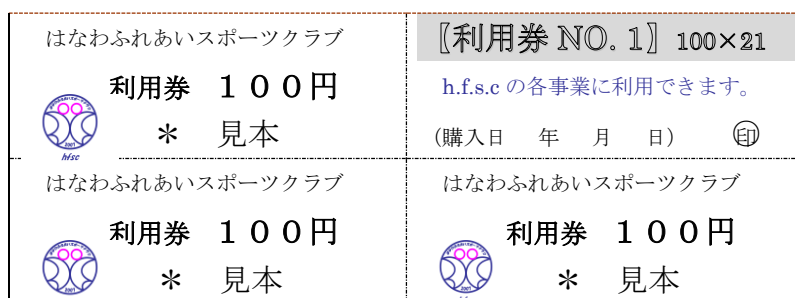 はなわふれあいスポーツクラブ
利用券 100円
hfsc
＊ 見本
〖利用券 NO. 1〗 100×21
h.f.s.c の各事業に利用できます。
(購入日 年 月 日) ㊞
はなわふれあいスポーツクラブ
利用券 100円
2007
＊ 見本
はなわふれあいスポーツクラブ
利用券 100円
2007
＊ 見本